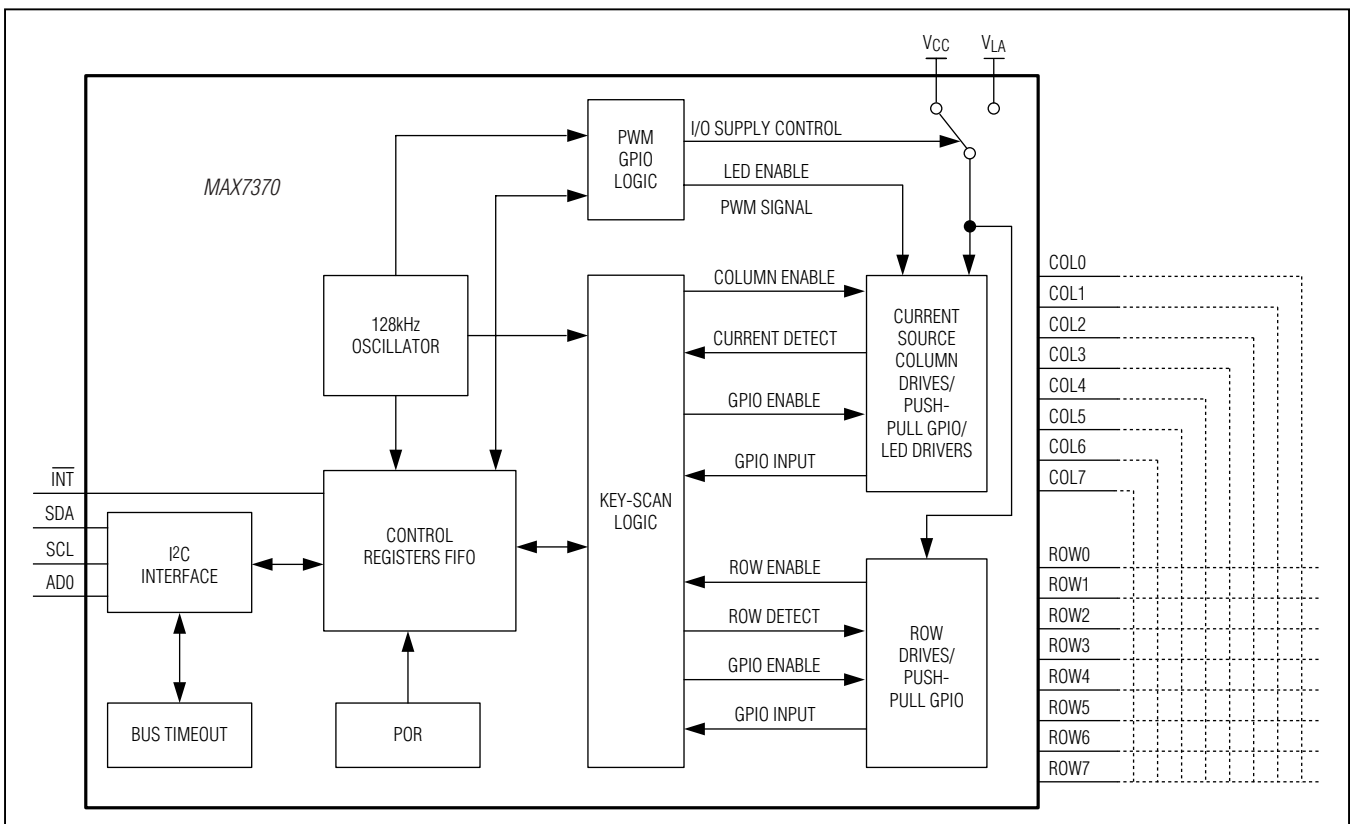 VCC
VLA
MAX7370
PWM
GPIO
LOGIC
I/O SUPPLY CONTROL
LED ENABLE
PWM SIGNAL
128kHz
OSCILLATOR
KEY-SCAN
LOGIC
COLUMN ENABLE
CURRENT DETECT
GPIO ENABLE
GPIO INPUT
CURRENT
SOURCE
COLUMN
DRIVES/
PUSH-
PULL GPIO/
LED DRIVERS
COL0
COL1
COL2
COL3
COL4
COL5
COL6
COL7
INT
SDA
SCL
AD0
I2C
INTERFACE
CONTROL
REGISTERS FIFO
BUS TIMEOUT
POR
ROW ENABLE
ROW DETECT
GPIO ENABLE
GPIO INPUT
ROW
DRIVES/
PUSH-
PULL GPIO
ROW0
ROW1
ROW2
ROW3
ROW4
ROW5
ROW6
ROW7